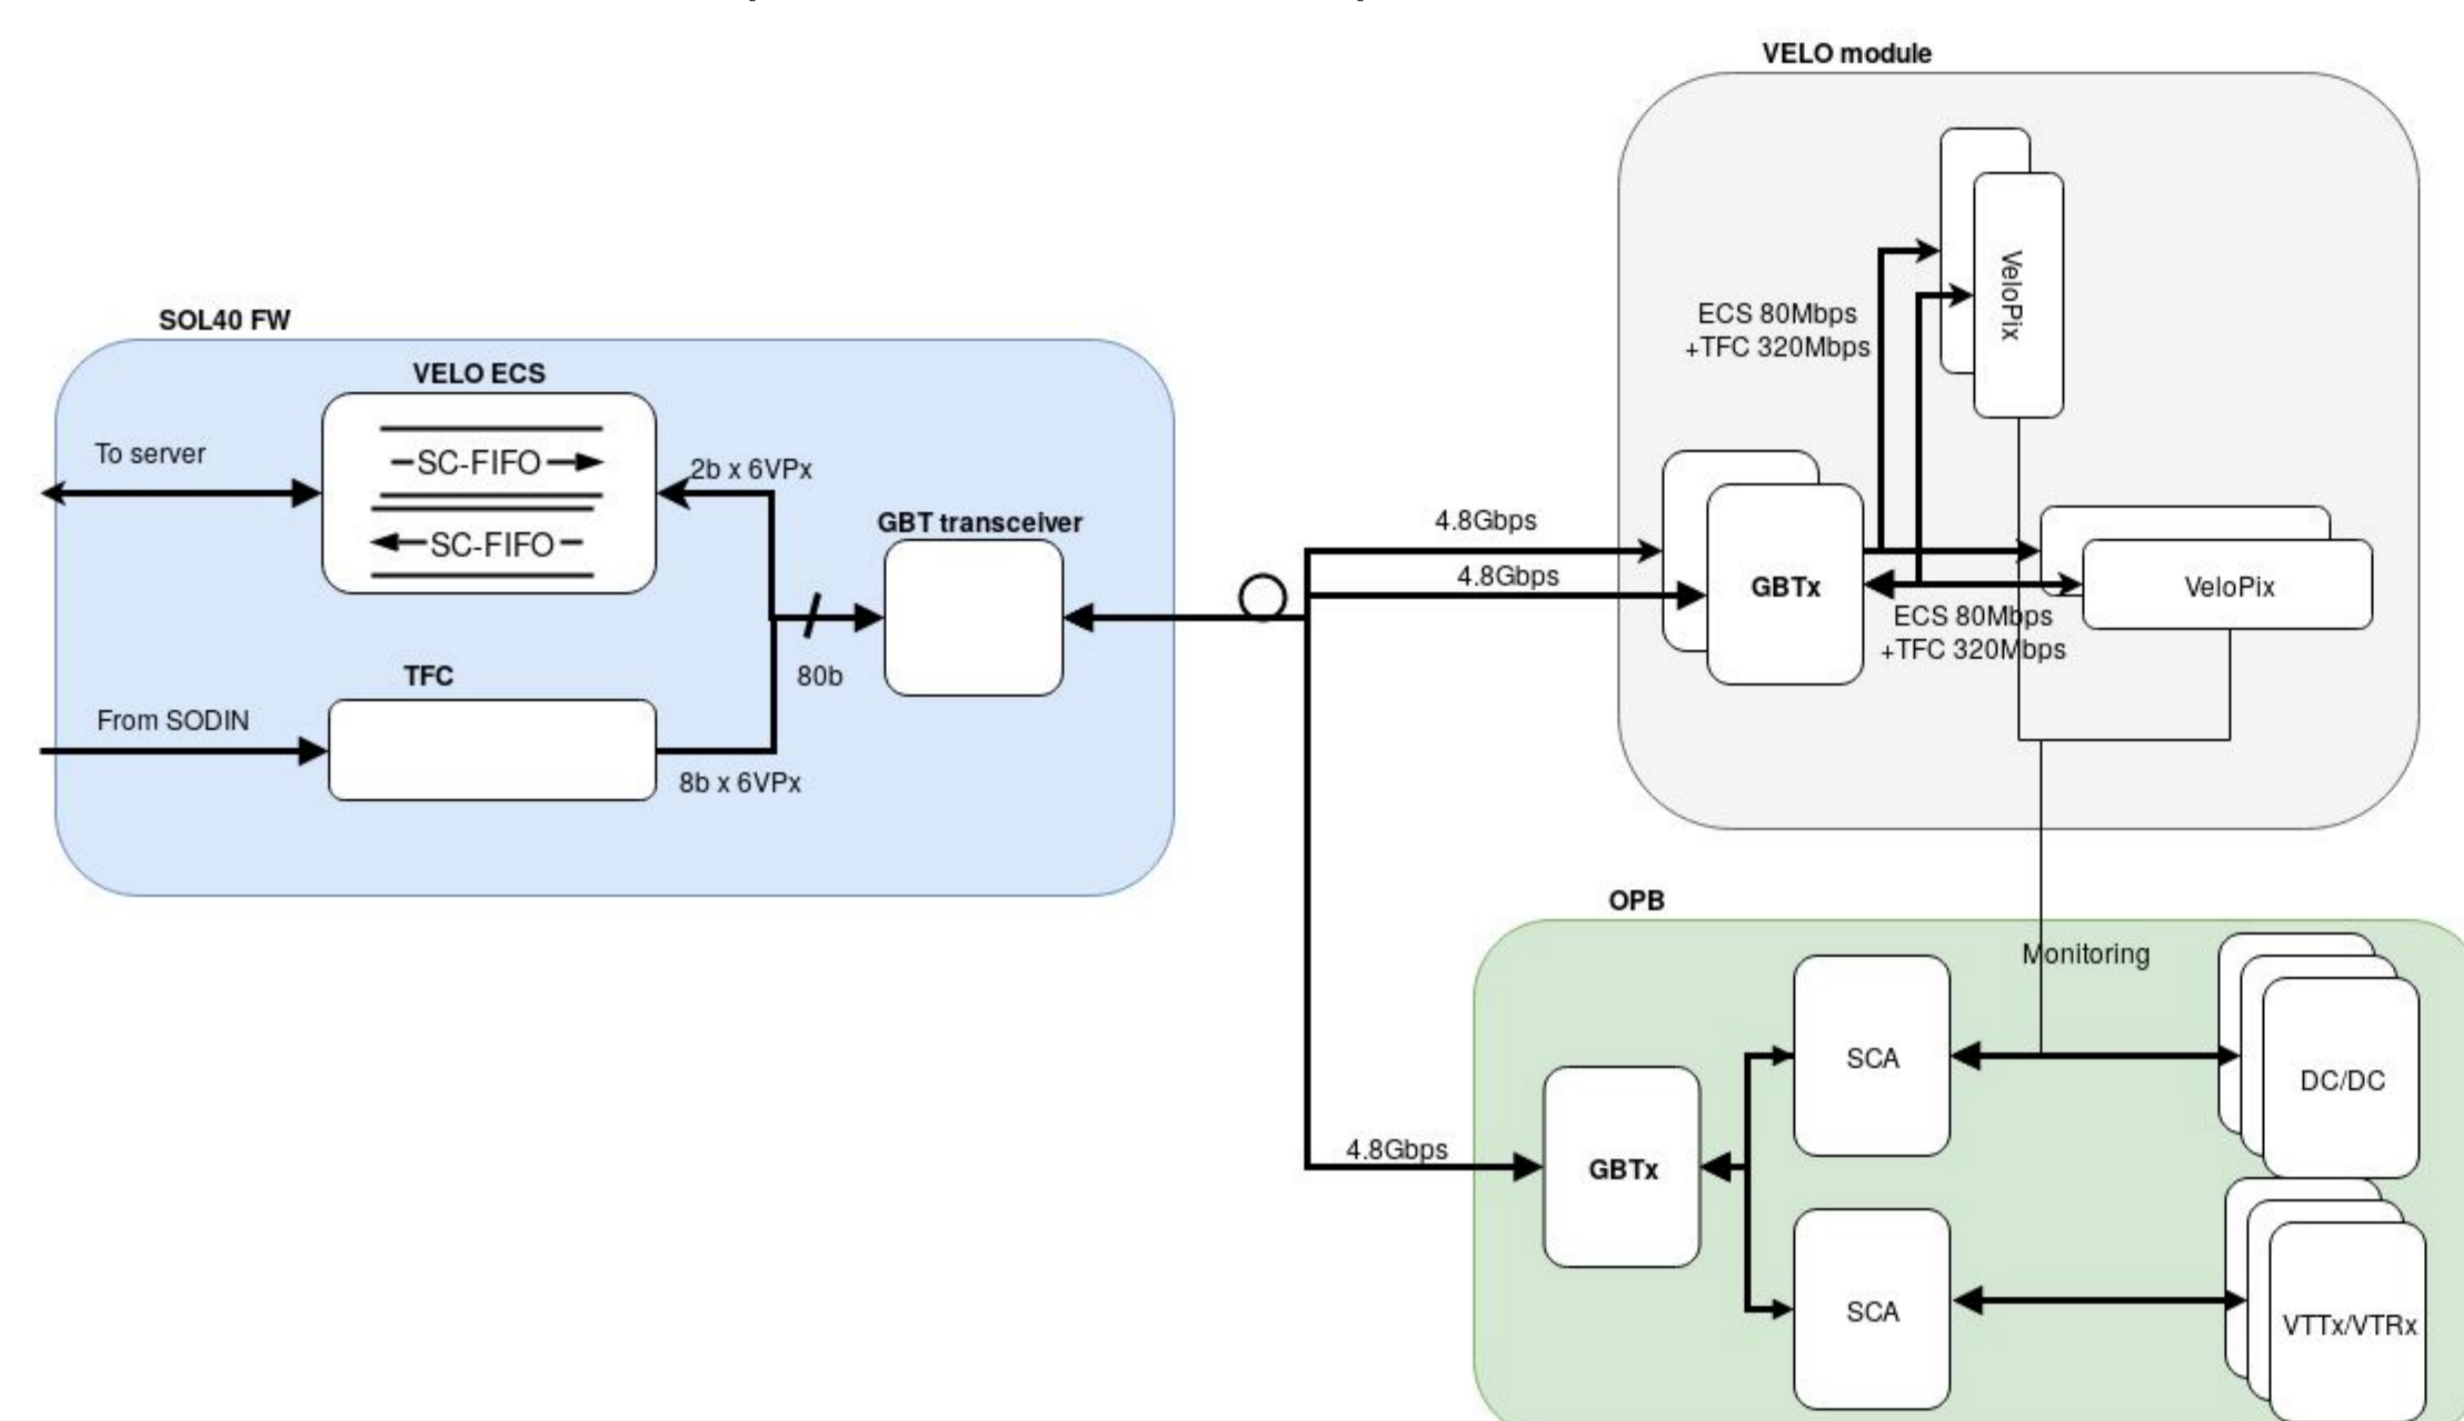 VELO module
VeloPix
ECS 80Mbps
+TFC 320Mbps
SOL40 FW
VELO ECS
To server
SC-FIFO
SC-FIFO
2b x 6VPx
GBT transceiver
4.8Gbps
4.8Gbps
GBTx
VeloPix
ECS 80Mbps
+TFC 320Mbps
TFC
80b
From SODIN
8b x 6VPx
OPB
Monitoring
SCA
DC/DC
4.8Gbps
GBTx
SCA
VTTx/VTRx